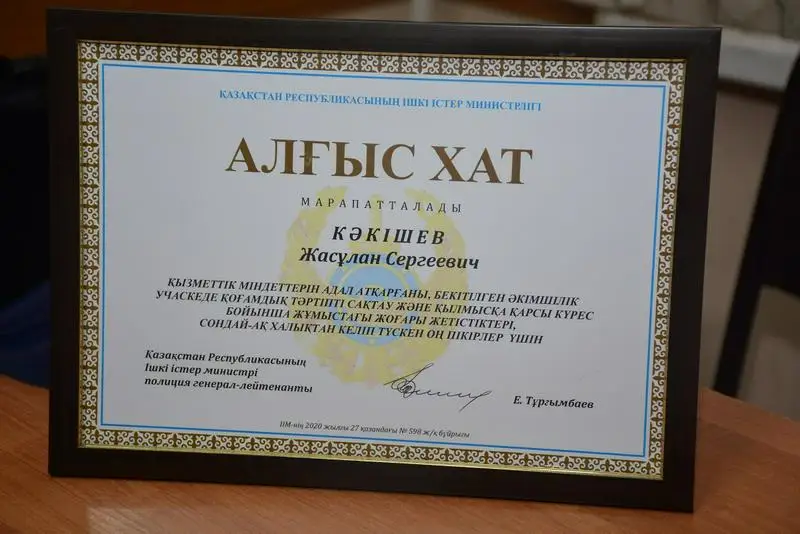 ҚАЗАҚСТАН РЕСПУБЛИКАСЫНЫҢ ІШКІ ІСТЕР МИНИСТРЛІГІ
АЛҒЫС ХАТ
МАРАПАТТАЛАДЫ
КӘКІШЕВ
Жасұлан Сергеевич
ҚЫЗМЕТТІК МІНДЕТТЕРІН АДАЛ АТҚАРҒАНЫ, БЕКІТІЛГЕН ӘКІМШІЛІК
УЧАСКЕДЕ ҚОҒАМДЫҚ ТӘРТІПТІ САҚТАУ ЖӘНЕ ҚЫЛМЫСҚА ҚАРСЫ КҮРЕС
БОЙЫНША ЖҰМЫСТАҒЫ ЖОҒАРЫ ЖЕТІСТІКТЕРІ,
СОНДАЙ-АҚ ХАЛЫҚТАН КЕЛІП ТҮСКЕН ОҢ ПІКІРЛЕР ҮШІН
Қазақстан Республикасының
Ішкі істер министрі
полиция генерал-лейтенанты
Е. Тұрғымбаев
ІІМ-нің 2020 жылғы 27 қазандағы № 598 ж/қ бұйрығы